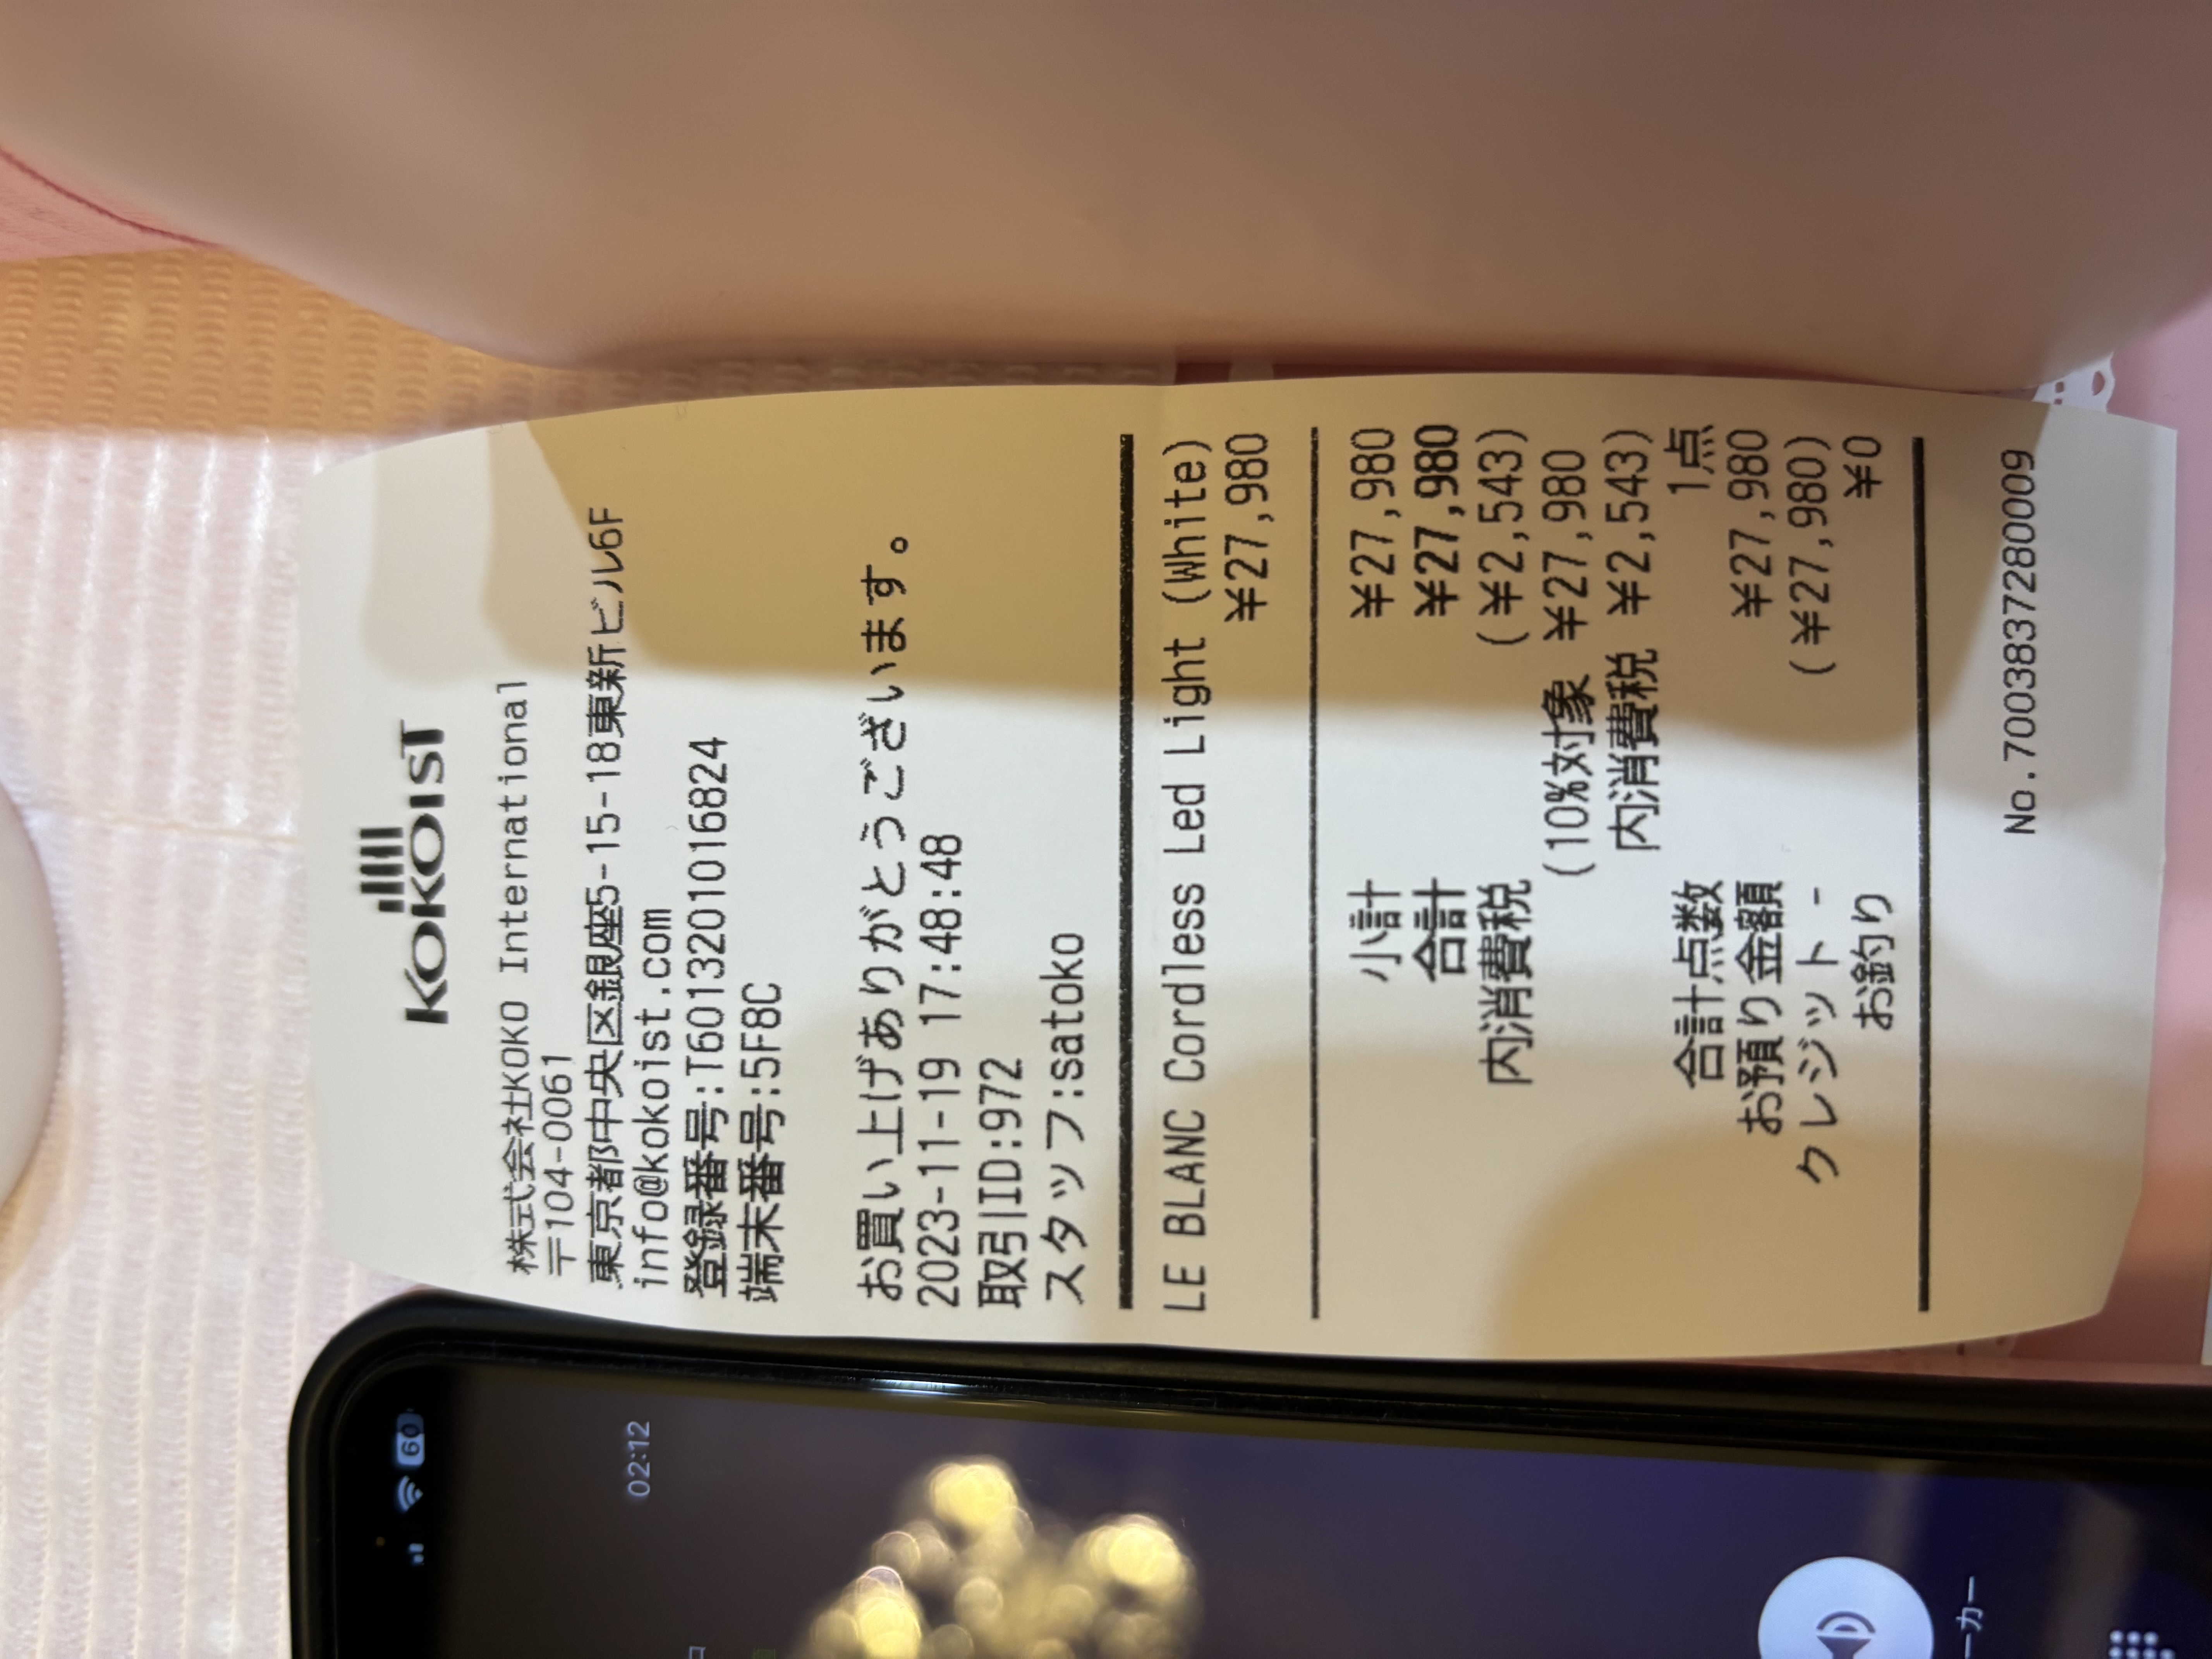 KOKOIST
株式会社KOKO International
〒104-0061
東京都中央区銀座5-15-18東新ビル6F
info@kokoist.com
登録番号:T6013201016824
端末番号:5F8C
お買い上げありがとうございます。
2023-11-19 17:48:48
取引ID:972
スタッフ:satoko
LE BLANC Cordless Led Light (White)
¥27,980
小計 ¥27,980
合計 ¥27,980
内消費税 (¥2,543)
(10%対象 ¥27,980
内消費税 ¥2,543)
合計点数 1点
お預り金額 ¥27,980
クレジット - (¥27,980)
お釣り ¥0
No.7003837280009
60
02:12
ーカー